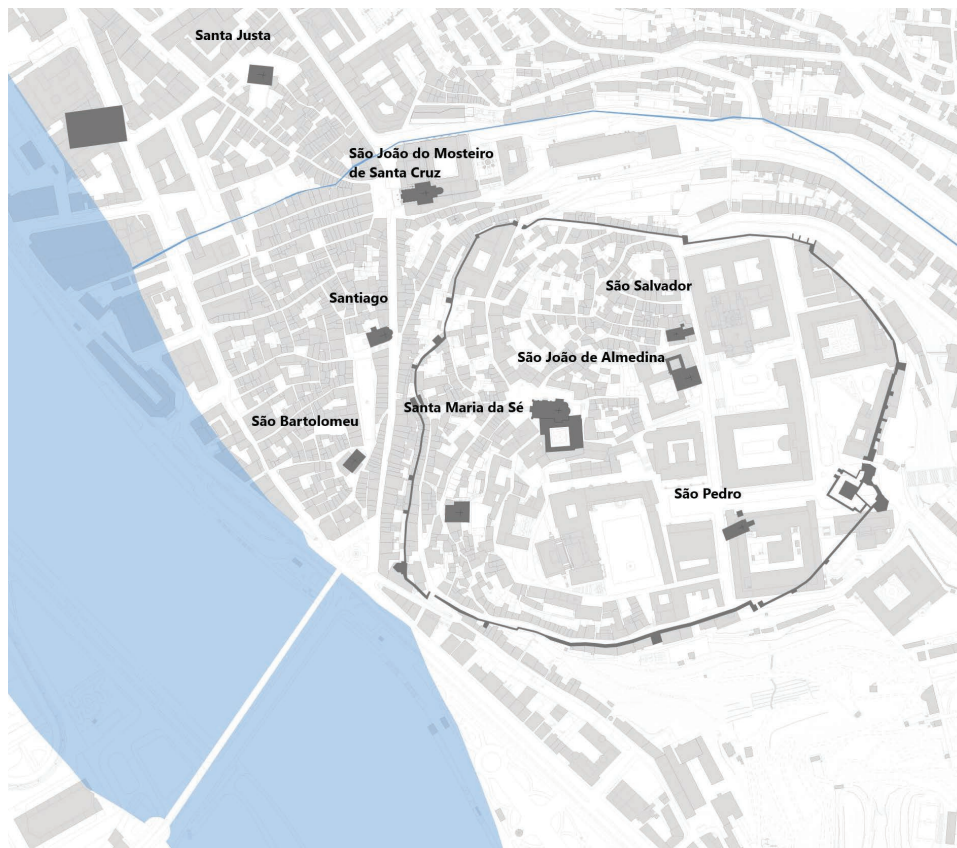 Santa Justa
São João do Mosteiro
de Santa Cruz
São Salvador
Santiago
São João de Almedina
Santa Maria da Sé
São Bartolomeu
São Pedro